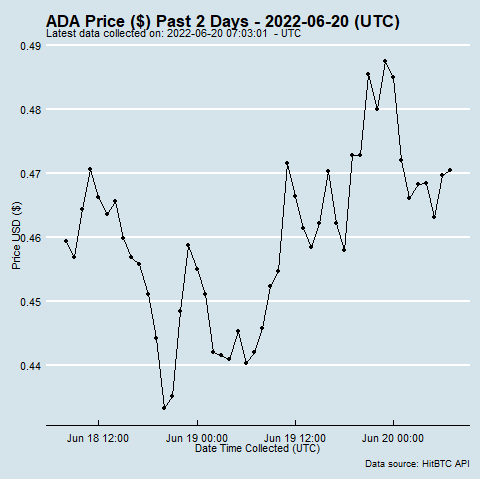 ADA Price ($) Past 2 Days - 2022-06-20 (UTC)
Latest data collected on: 2022-06-20 07:03:01 - UTC
0.49
0.48
0.47
0.46
0.45
0.44
Price USD ($)
Jun 18 12:00
Jun 19 00:00
Jun 19 12:00
Jun 20 00:00
Date Time Collected (UTC)
Data source: HitBTC API